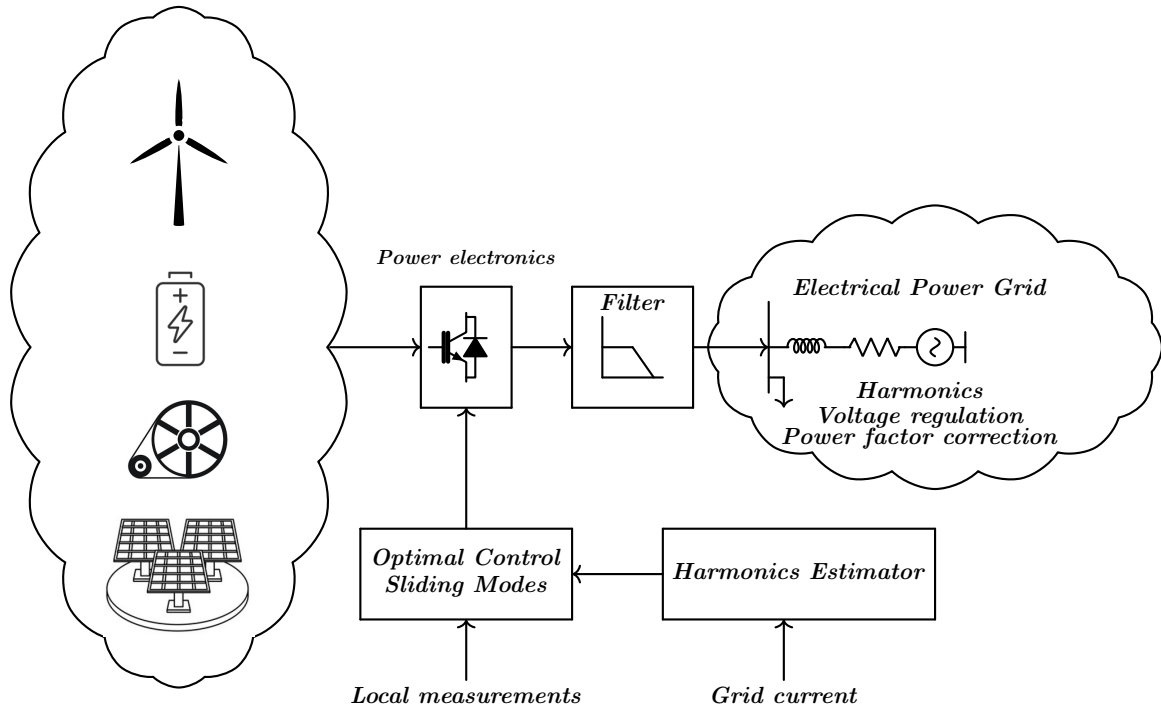 Power electronics
Filter
Electrical Power Grid
Harmonics
Voltage regulation
Power factor correction
Optimal Control
Sliding Modes
Harmonics Estimator
Local measurements
Grid current